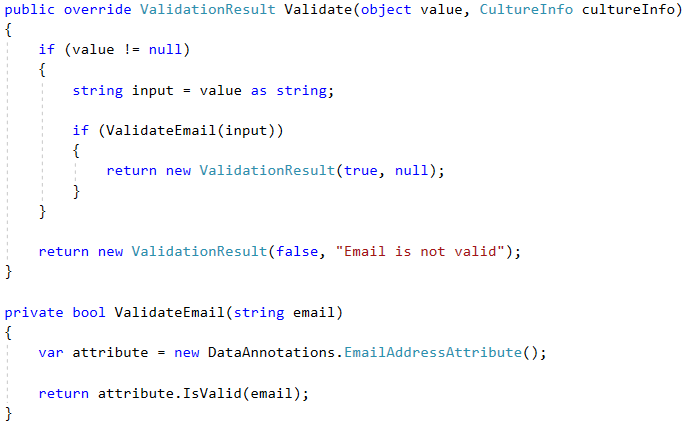 public override ValidationResult Validate(object value, CultureInfo cultureInfo)
{
    if (value != null)
    {
        string input = value as string;

        if (ValidateEmail(input))
        {
            return new ValidationResult(true, null);
        }
    }

    return new ValidationResult(false, "Email is not valid");
}

private bool ValidateEmail(string email)
{
    var attribute = new DataAnnotations.EmailAddressAttribute();

    return attribute.IsValid(email);
}